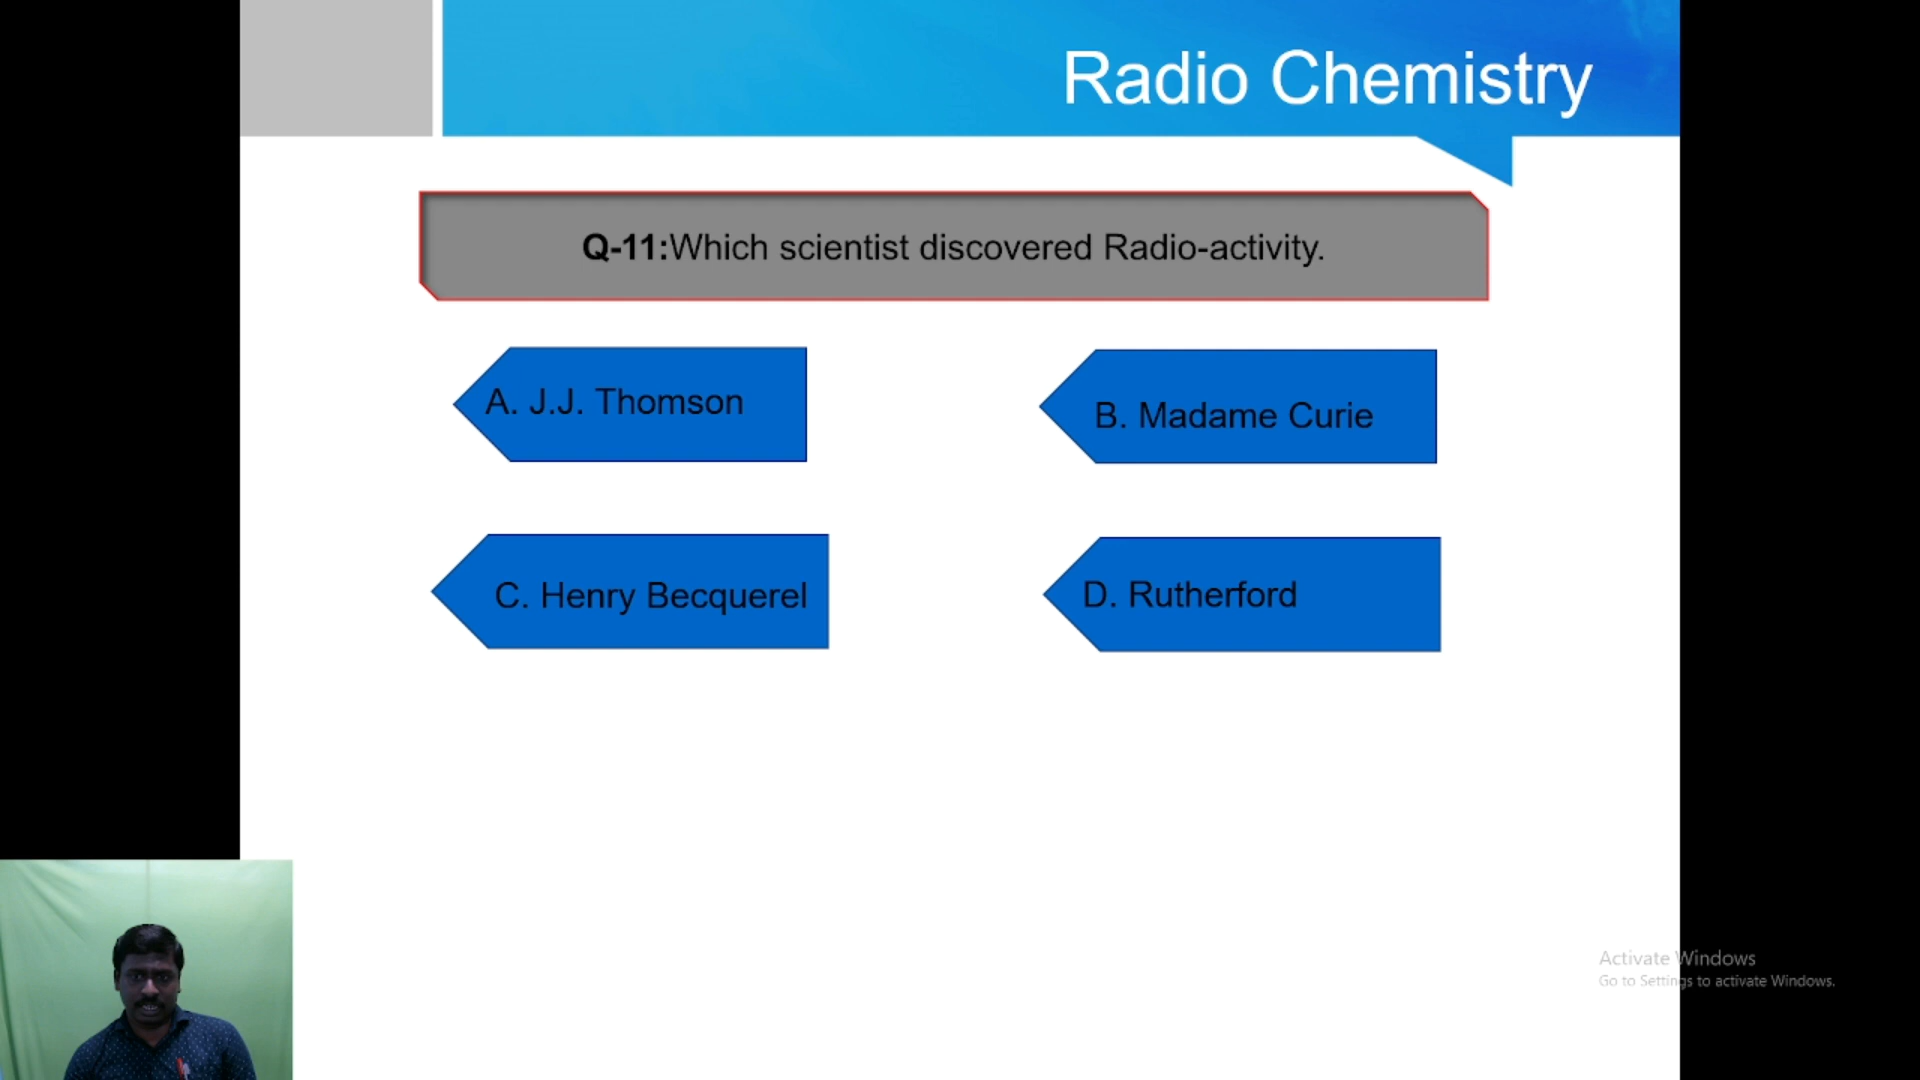 Radio Chemistry
Q-11:Which scientist discovered Radio-activity.
A. J.J. Thomson
B. Madame Curie
C. Henry Becquerel
D. Rutherford
Activate Windows
Go to Settings to activate Windows.